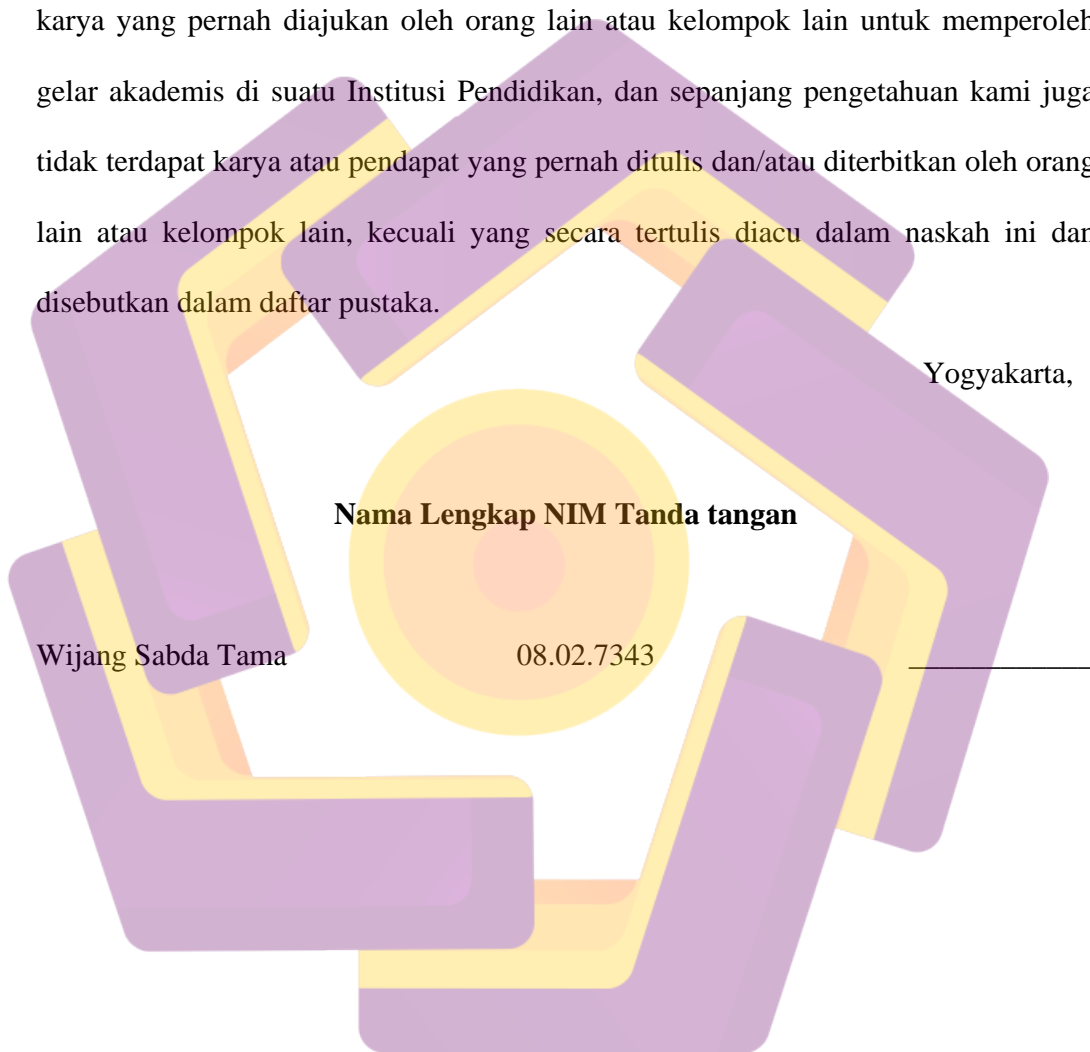 karya yang pernah diajukan oleh orang lain atau kelompok lain untuk memperoleh
gelar akademis di suatu Institusi Pendidikan, dan sepanjang pengetahuan kami juga
tidak terdapat karya atau pendapat yang pernah ditulis dan/atau diterbitkan oleh orang
lain atau kelompok lain, kecuali yang secara tertulis diacu dalam naskah ini dan
disebutkan dalam daftar pustaka.
Yogyakarta,
Nama Lengkap NIM Tanda tangan
Wijang Sabda Tama 08.02.7343 ____________